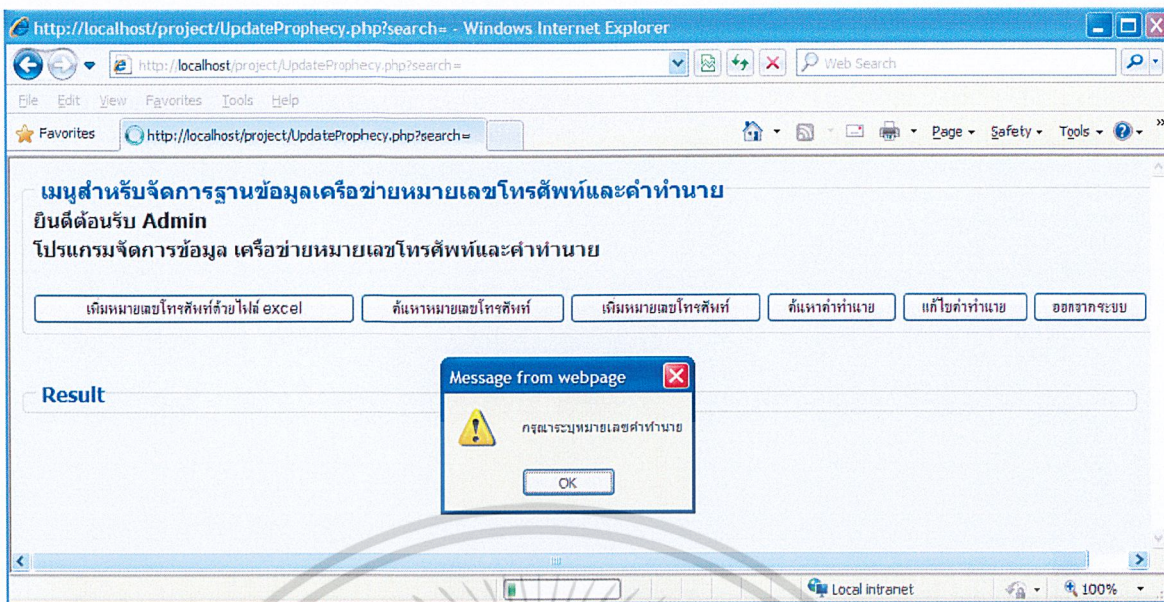 http://localhost/project/UpdateProphecy.php?search= - Windows Internet Explorer
http://localhost/project/UpdateProphecy.php?search= Web Search
File Edit View Favorites Tools Help
Favorites http://localhost/project/UpdateProphecy.php?search= Page Safety Tools
เมนูสำหรับจัดการฐานข้อมูลเครือข่ายหมายเลขโทรศัพท์และคำทำนาย
ยินดีต้อนรับ Admin
โปรแกรมจัดการข้อมูล เครือข่ายหมายเลขโทรศัพท์และคำทำนาย
เพิ่มหมายเลขโทรศัพท์ด้วยไฟล์ excel ค้นหาหมายเลขโทรศัพท์ เพิ่มหมายเลขโทรศัพท์ ค้นหาคำทำนาย แก้ไขคำทำนาย ออกจากระบบ
Message from webpage
Result
กรุณาระบุหมายเลขคำทำนาย
OK
Local intranet 100%